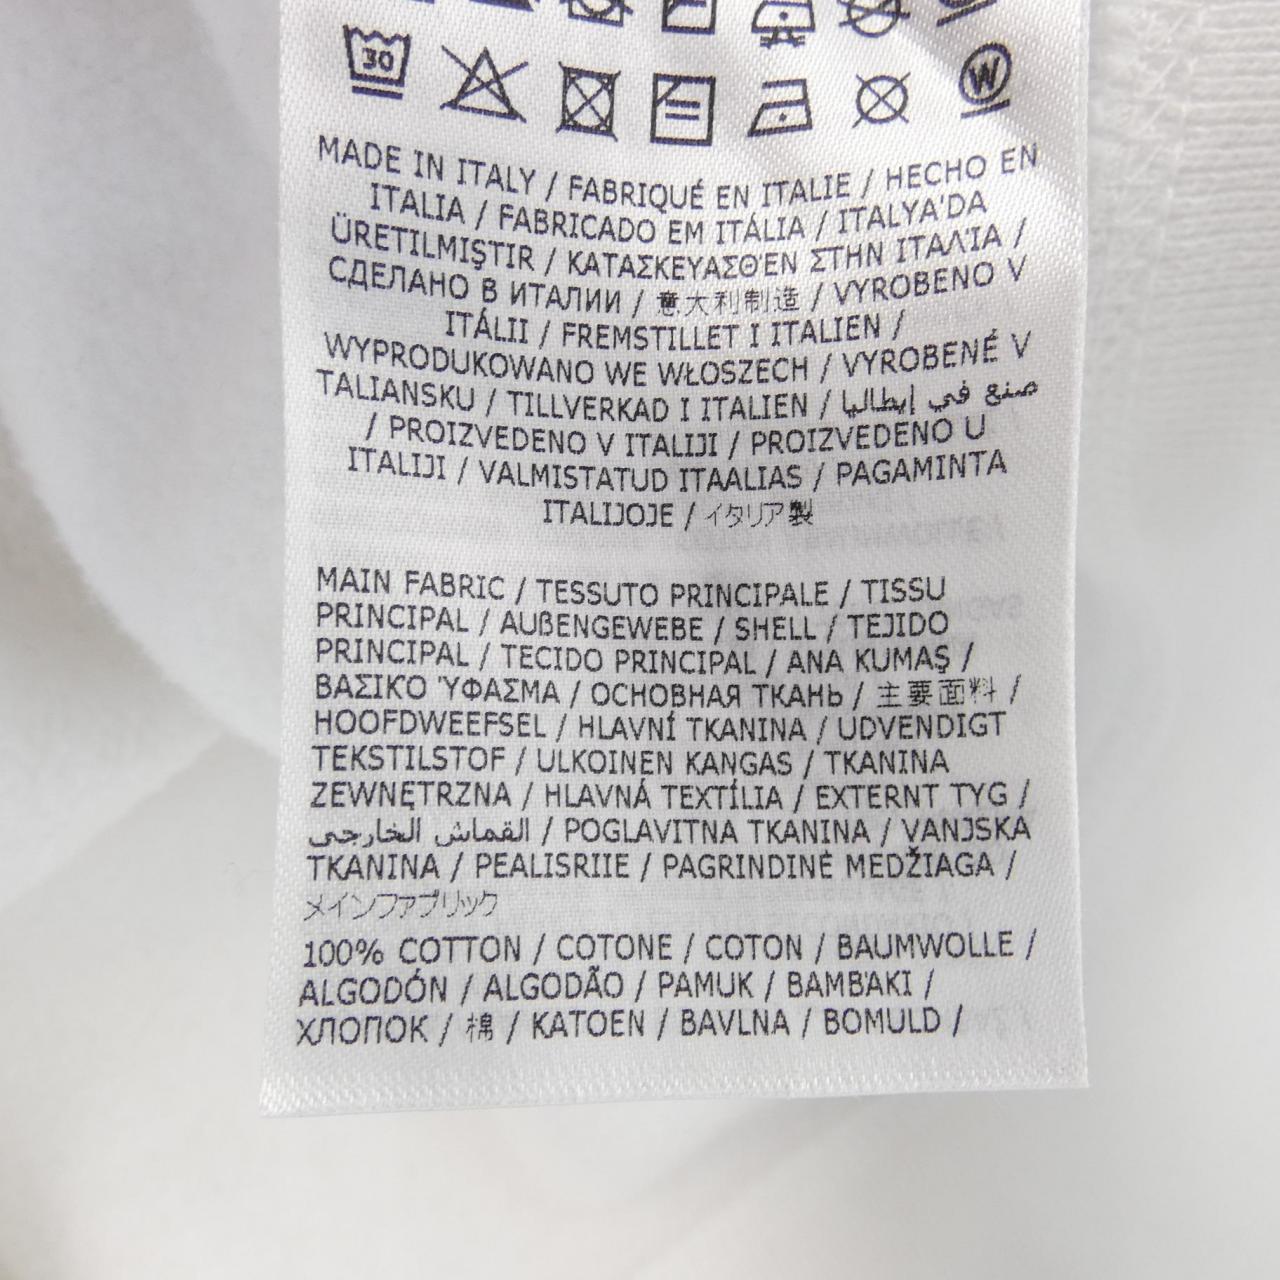 30
W
MADE IN ITALY / FABRIQUÉ EN ITALIE / HECHO EN
ITALIA / FABRICADO EM ITÁLIA / ITALYA'DA
ÜRETILMIŞTIR / ΚΑΤΑΣΚΕΥΑΣΘΈΝ ΣΤΗΝ ΙΤΑΛΊΑ /
СДЕЛАНО В ИТАЛИИ / 意大利制造 / VYROBENO V
ITÁLII / FREMSTILLET I ITALIEN /
WYPRODUKOWANO WE WŁOSZECH / VYROBENÉ V
TALIANSKU / TILLVERKAD I ITALIEN / صنع في إيطاليا
/ PROIZVEDENO V ITALIJI / PROIZVEDENO U
ITALIJI / VALMISTATUD ITAALIAS / PAGAMINTA
ITALIJOJE / イタリア製
MAIN FABRIC / TESSUTO PRINCIPALE / TISSU
PRINCIPAL / AUßENGEWEBE / SHELL / TEJIDO
PRINCIPAL / TECIDO PRINCIPAL / ANA KUMAŞ /
ΒΑΣΙΚΌ ΎΦΑΣΜΑ / ОСНОВНАЯ ТКАНЬ / 主要面料 /
HOOFDWEEFSEL / HLAVNÍ TKANINA / UDVENDIGT
TEKSTILSTOF / ULKOINEN KANGAS / TKANINA
ZEWNĘTRZNA / HLAVNÁ TEXTÍLIA / EXTERNT TYG /
القماش الخارجي / POGLAVITNA TKANINA / VANJSKA
TKANINA / PEALISRIIE / PAGRINDINĖ MEDŽIAGA /
メインファブリック
100% COTTON / COTONE / COTON / BAUMWOLLE /
ALGODÓN / ALGODÃO / PAMUK / ΒΑΜΒΆΚΙ /
ХЛОПОК / 棉 / KATOEN / BAVLNA / BOMULD /